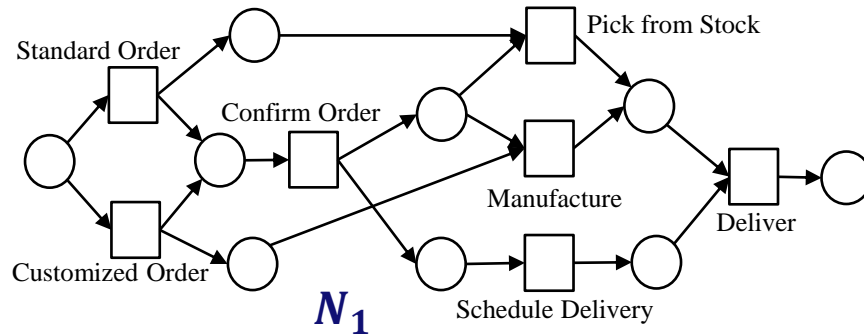 Pick from Stock
Standard Order
Confirm Order
Manufacture
Deliver
Customized Order
Schedule Delivery
N₁